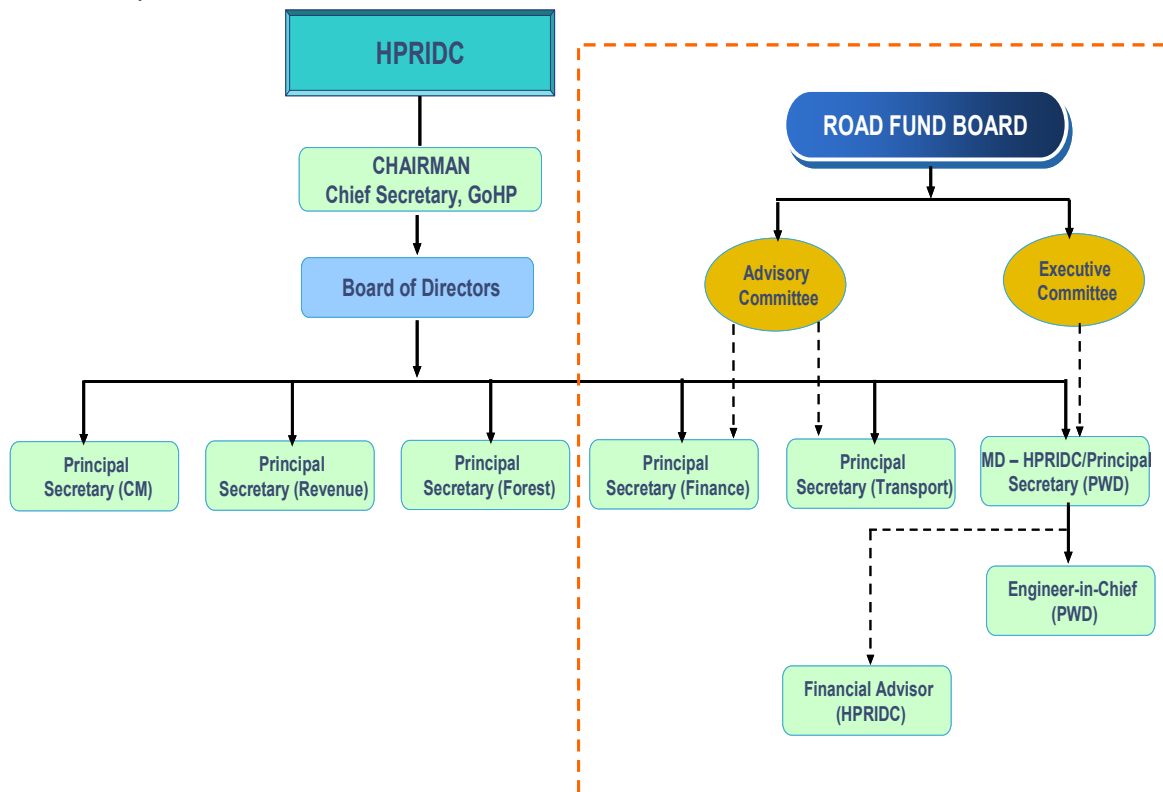 HPRIDC
ROAD FUND BOARD
CHAIRMAN
Chief Secretary, GoHP
Board of Directors
Advisory
Committee
Executive
Committee
Principal
Secretary (CM)
Principal
Secretary (Revenue)
Principal
Secretary (Forest)
Principal
Secretary (Finance)
Principal
Secretary (Transport)
MD – HPRIDC/Principal
Secretary (PWD)
Engineer-in-Chief
(PWD)
Financial Advisor
(HPRIDC)